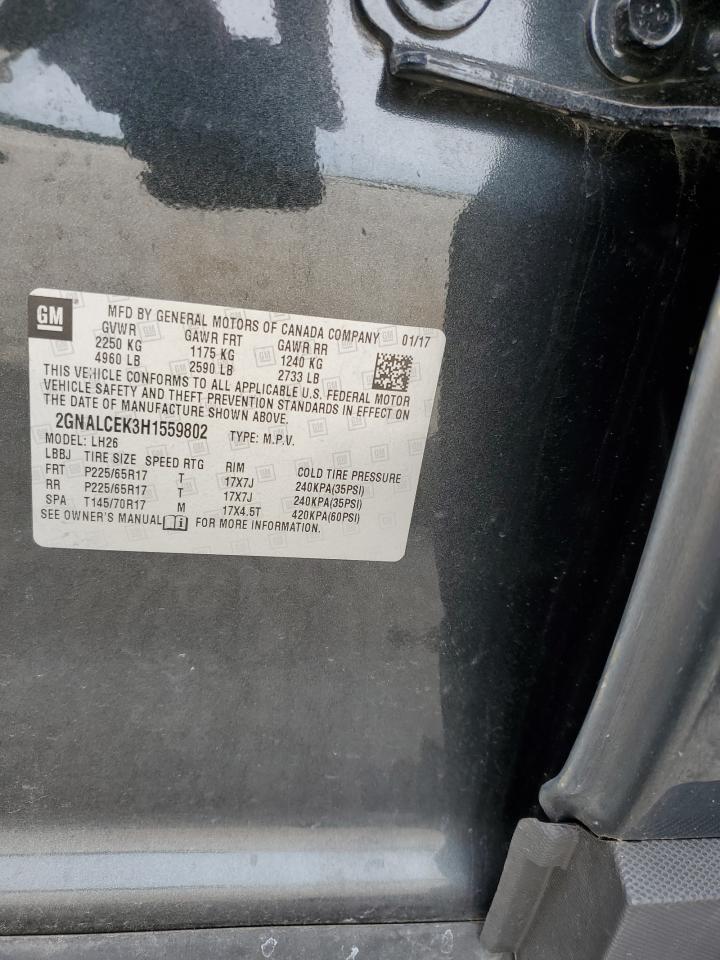 GM
MFD BY GENERAL MOTORS OF CANADA COMPANY 01/17
GVWR GAWR FRT GAWR RR
2250 KG 1175 KG 1240 KG
4960 LB 2590 LB 2733 LB
THIS VEHICLE CONFORMS TO ALL APPLICABLE U.S. FEDERAL MOTOR
VEHICLE SAFETY AND THEFT PREVENTION STANDARDS IN EFFECT ON
THE DATE OF MANUFACTURE SHOWN ABOVE.
2GNALCEK3H1559802 TYPE: M.P.V.
MODEL: LH26
LBBJ TIRE SIZE SPEED RTG RIM COLD TIRE PRESSURE
FRT P225/65R17 T 17X7J 240KPA(35PSI)
RR P225/65R17 T 17X7J 240KPA(35PSI)
SPA T145/70R17 M 17X4.5T 420KPA(60PSI)
SEE OWNER'S MANUAL FOR MORE INFORMATION.